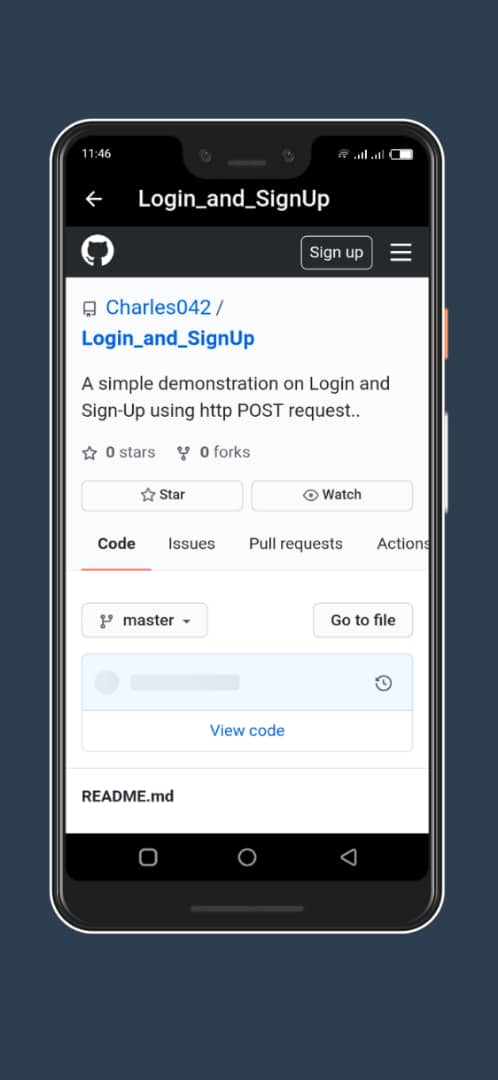 11:46
Login_and_SignUp
Sign up
Charles042 /
Login_and_SignUp
A simple demonstration on Login and
Sign-Up using http POST request..
0 stars 0 forks
Star Watch
Code Issues Pull requests Actions
master Go to file
View code
README.md